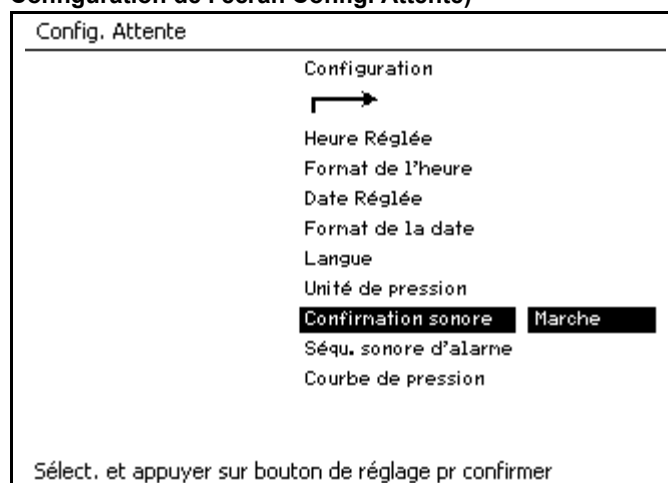 Configuration de l'écran Config. Attente)
Config. Attente
Configuration
Heure Réglée
Format de l'heure
Date Réglée
Format de la date
Langue
Unité de pression
Confirmation sonore Marche
Séqu. sonore d'alarme
Courbe de pression
Sélect. et appuyer sur bouton de réglage pr confirmer